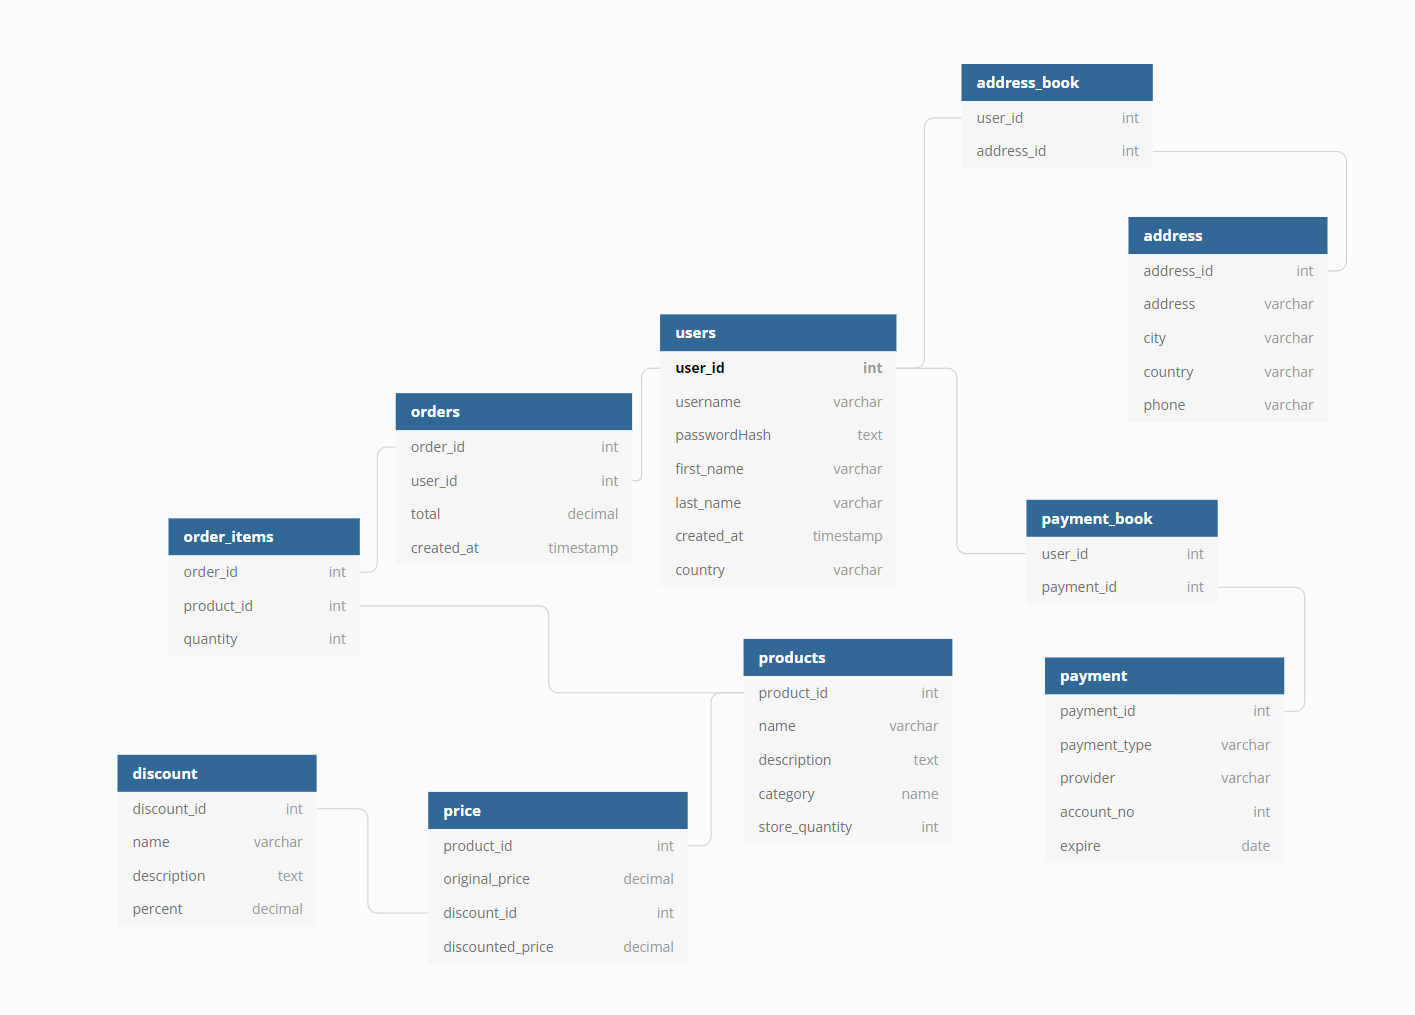 address_book
user_id int
address_id int
address
address_id int
address varchar
city varchar
country varchar
phone varchar
users
user_id int
username varchar
passwordHash text
first_name varchar
last_name varchar
created_at timestamp
country varchar
orders
order_id int
user_id int
total decimal
created_at timestamp
order_items
order_id int
product_id int
quantity int
payment_book
user_id int
payment_id int
products
product_id int
name varchar
description text
category name
store_quantity int
payment
payment_id int
payment_type varchar
provider varchar
account_no int
expire date
discount
discount_id int
name varchar
description text
percent decimal
price
product_id int
original_price decimal
discount_id int
discounted_price decimal